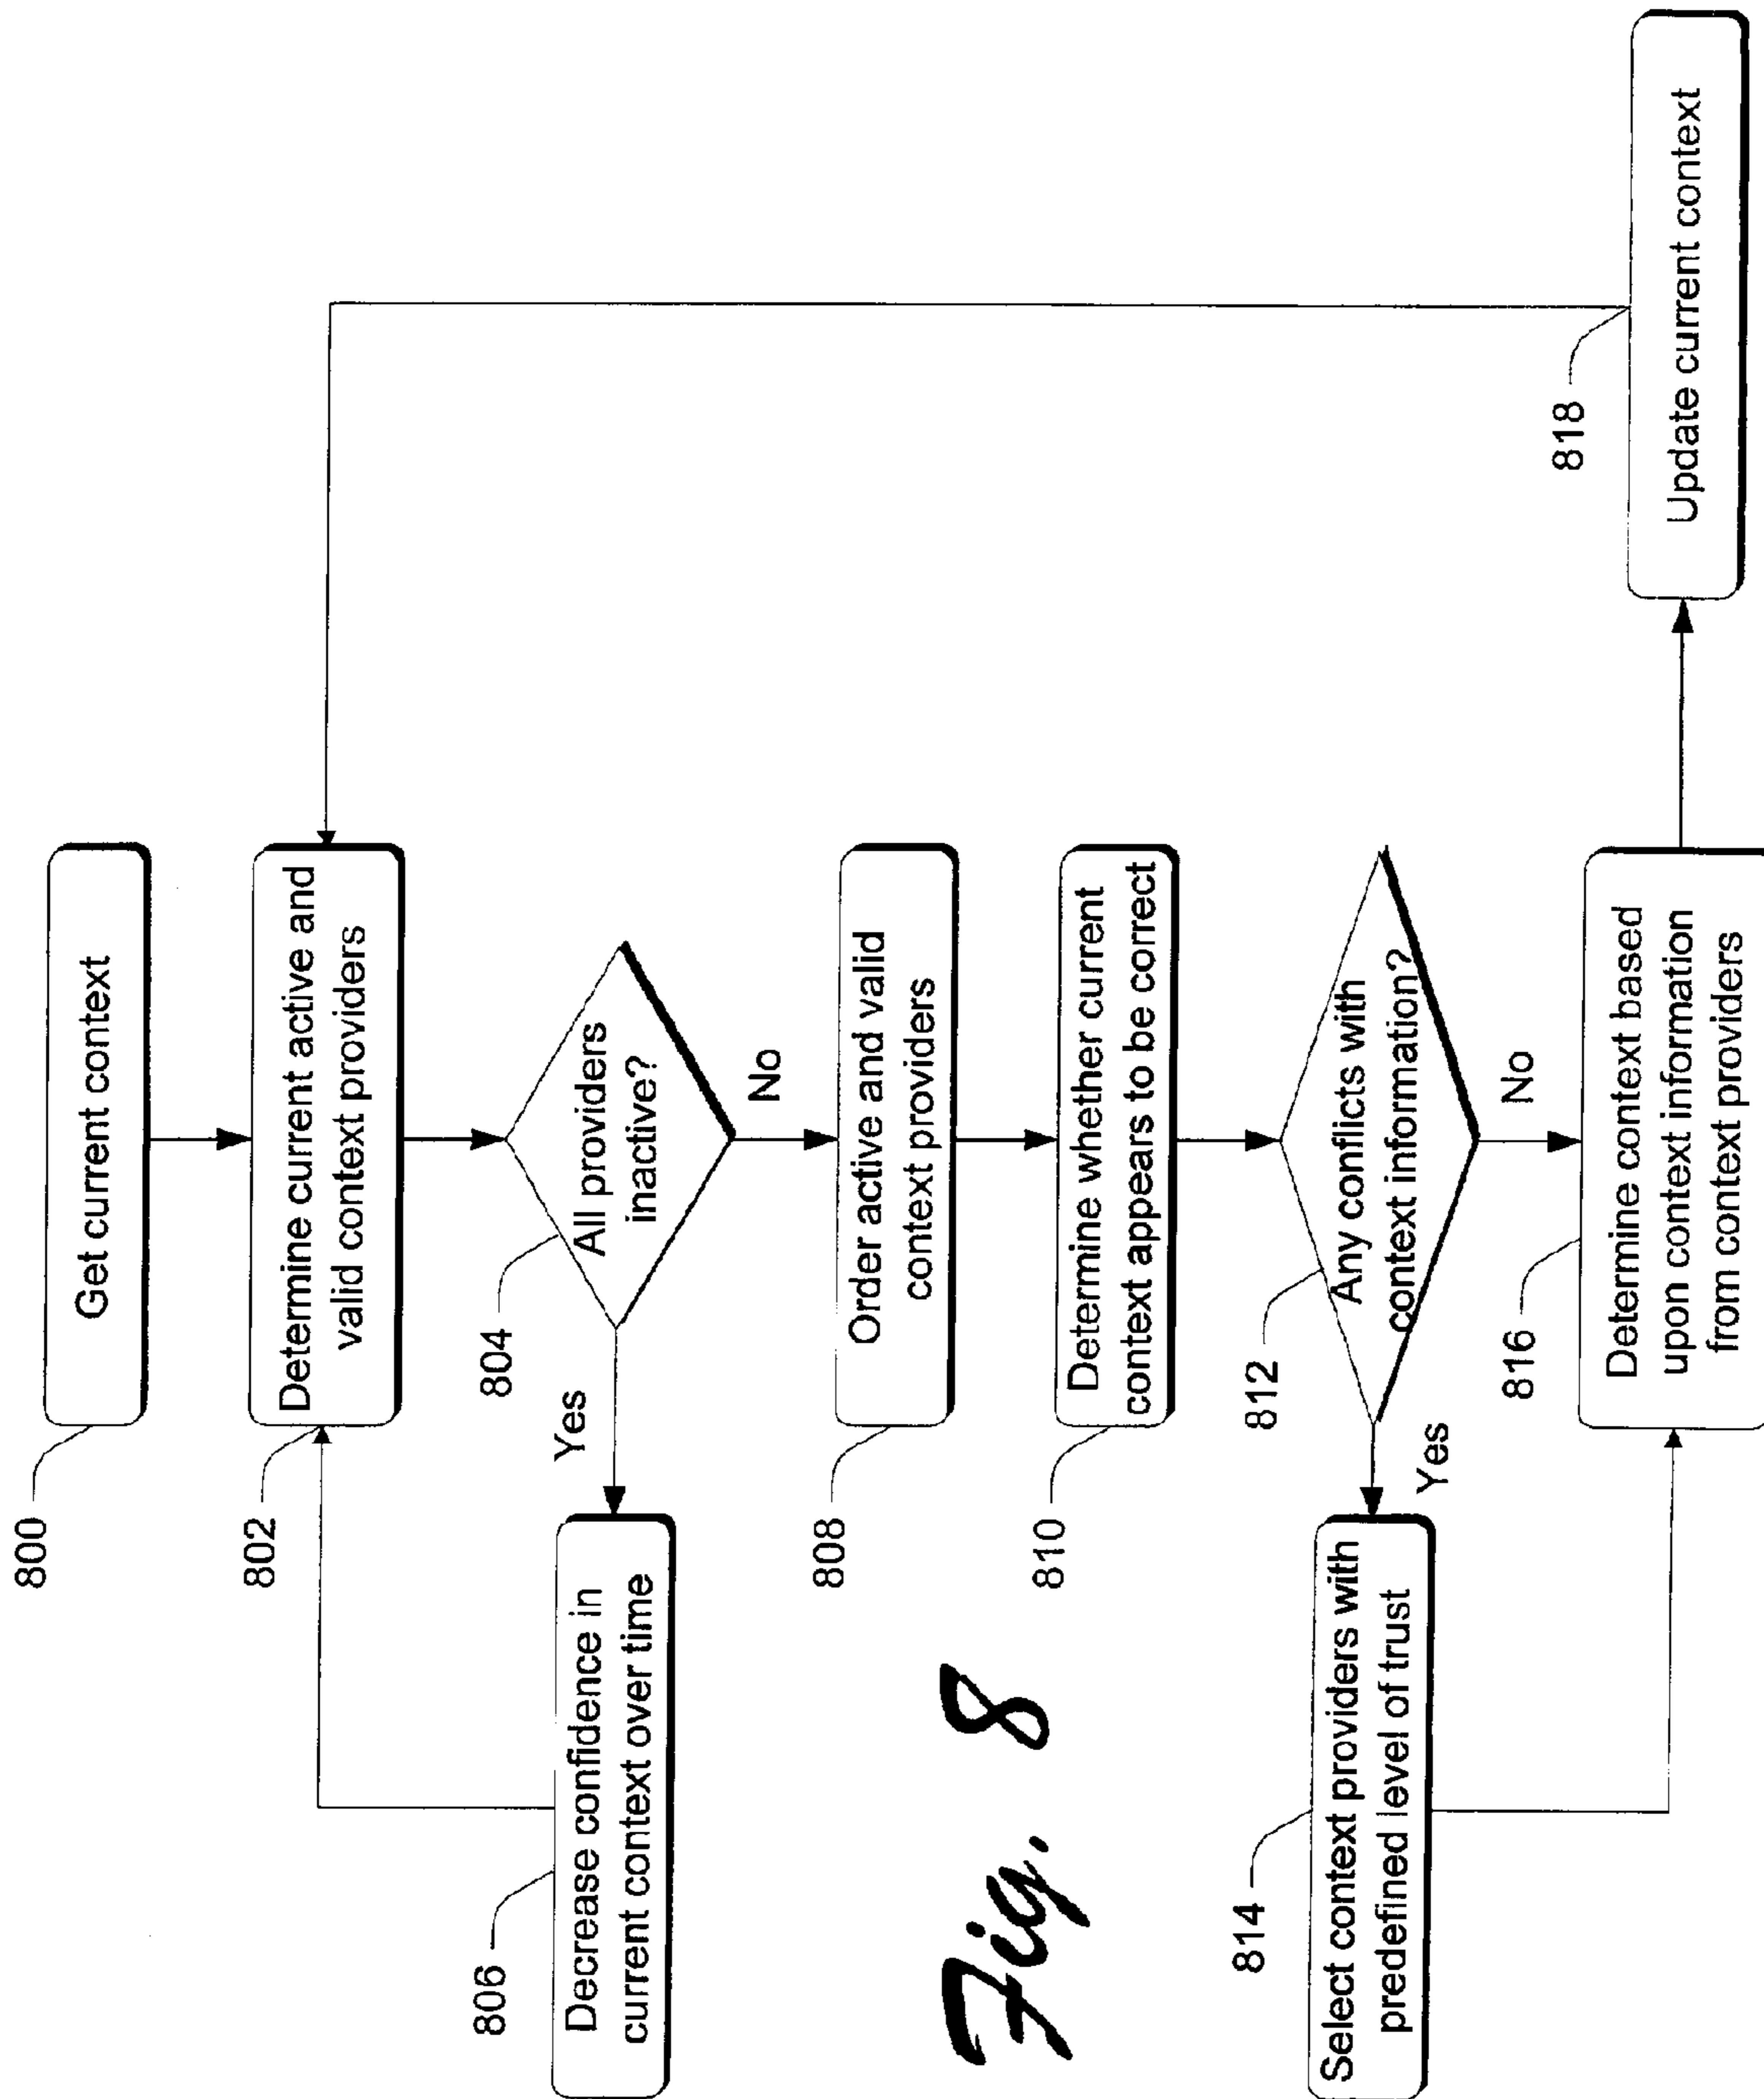 800
Get current context
802
Determine current active and
valid context providers
804
All providers
inactive?
Yes
No
806
Decrease confidence in
current context over time
808
Order active and valid
context providers
810
Determine whether current
context appears to be correct
812
Any conflicts with
context information?
Yes
No
814
Select context providers with
predefined level of trust
816
Determine context based
upon context information
from context providers
818
Update current context
Fig. 8